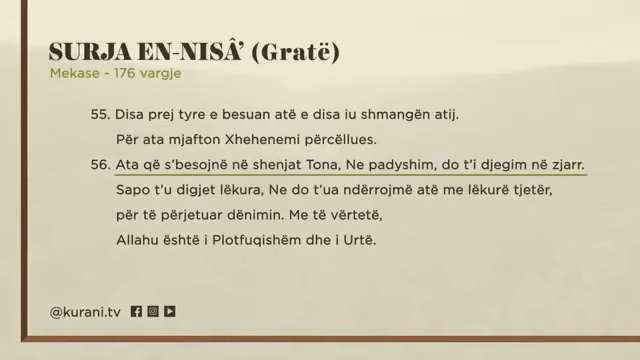 SURJA EN-NISÂ’ (Gratë)
Mekase - 176 vargje
55. Disa prej tyre e besuan atë e disa iu shmangën atij.
Për ata mjafton Xhehenemi përcëllues.
56. Ata që s’besojnë në shenjat Tona, Ne padyshim, do t’i djegim në zjarr.
Sapo t’u digjet lëkura, Ne do t’ua ndërrojmë atë me lëkurë tjetër,
për të përjetuar dënimin. Me të vërtetë,
Allahu është i Plotfuqishëm dhe i Urtë.
@kurani.tv